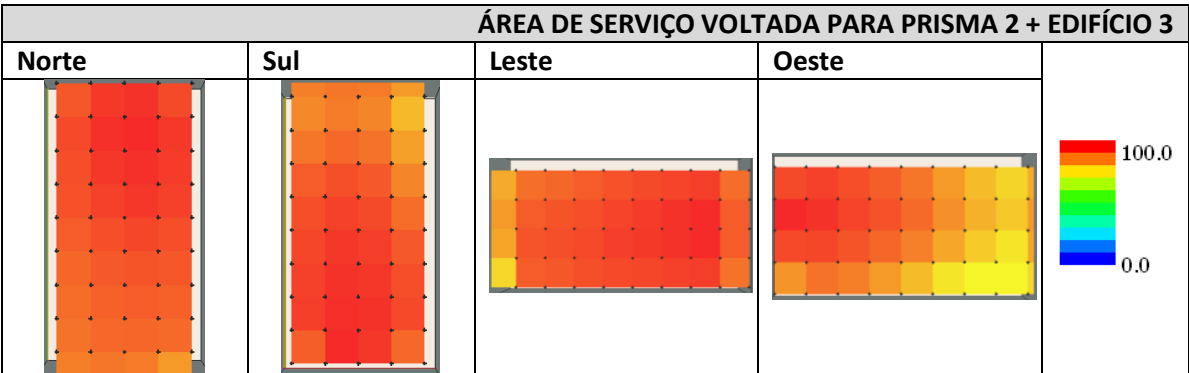 ÁREA DE SERVIÇO VOLTADA PARA PRISMA 2 + EDIFÍCIO 3
Norte Sul Leste Oeste
100.0
0.0